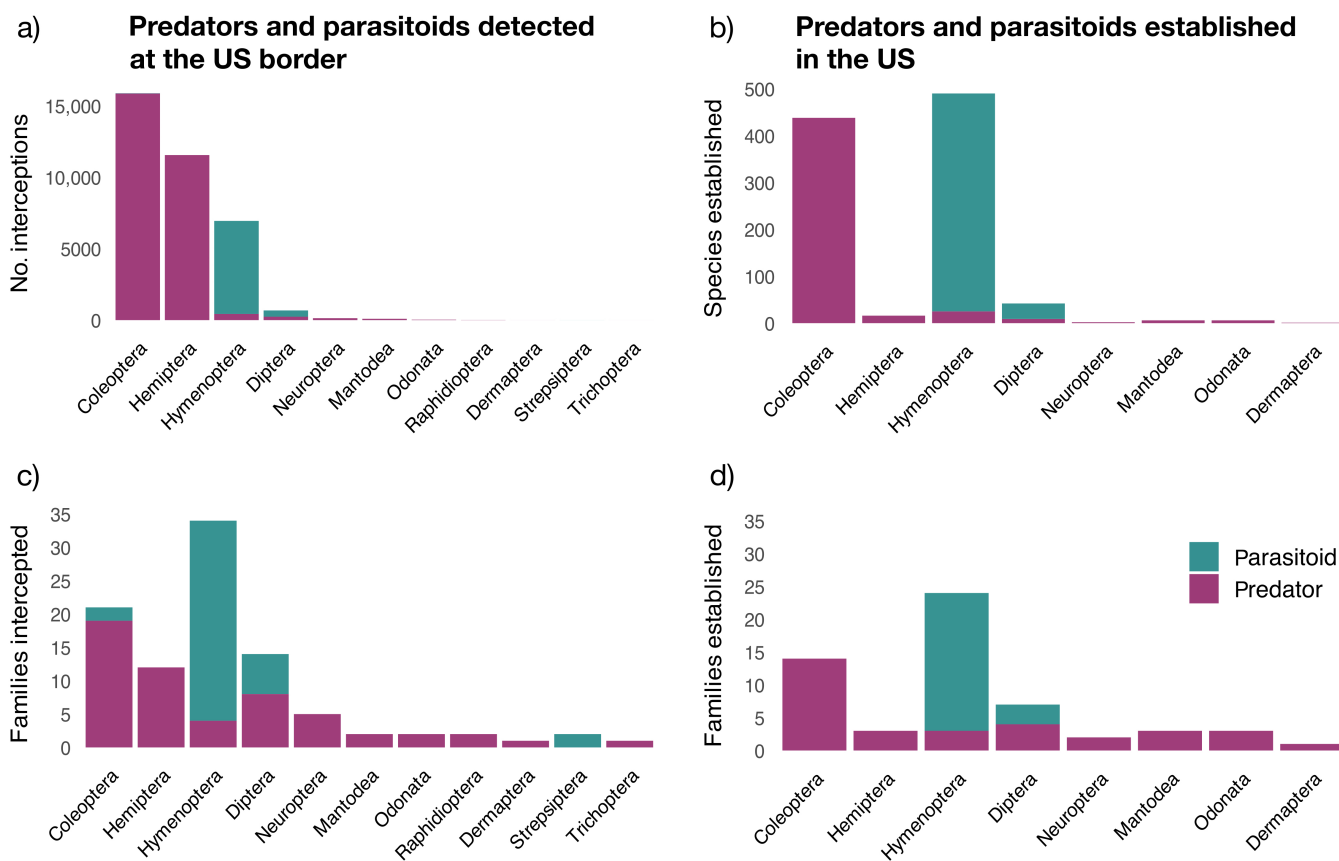 a)
Predators and parasitoids detected
at the US border
No. interceptions
15,000
10,000
5000
0
Coleoptera
Hemiptera
Hymenoptera
Diptera
Neuroptera
Mantodea
Odonata
Raphidioptera
Dermaptera
Strepsiptera
Trichoptera
b)
Predators and parasitoids established
in the US
Species established
500
400
300
200
100
0
Coleoptera
Hemiptera
Hymenoptera
Diptera
Neuroptera
Mantodea
Odonata
Dermaptera
c)
Families intercepted
35
30
25
20
15
10
5
0
Coleoptera
Hemiptera
Hymenoptera
Diptera
Neuroptera
Mantodea
Odonata
Raphidioptera
Dermaptera
Strepsiptera
Trichoptera
d)
Families established
35
30
25
20
15
10
5
0
Coleoptera
Hemiptera
Hymenoptera
Diptera
Neuroptera
Mantodea
Odonata
Dermaptera
Parasitoid
Predator